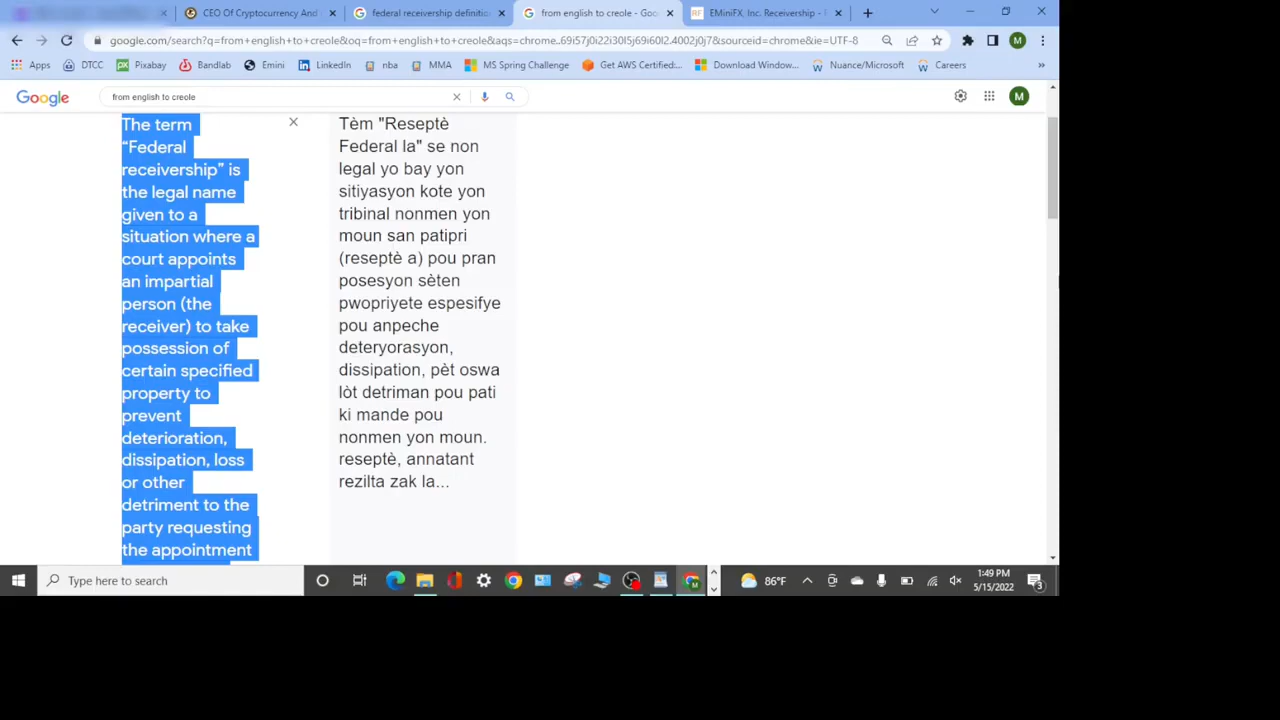 CEO Of Cryptocurrency And
federal receivership definition
from english to creole - Goo
EMiniFX, Inc. Receivership -
google.com/search?q=from+english+to+creole&oq=from+english+to+creole&aqs=chrome..69i57j0i22i30l5j69i60l2.4002j0j7&sourceid=chrome&ie=UTF-8
M
Apps
DTCC
Pixabay
Bandlab
Emini
LinkedIn
nba
MMA
MS Spring Challenge
Get AWS Certified:...
Download Window...
Nuance/Microsoft
Careers
»
Google
from english to creole
M
The term
“Federal
receivership” is
the legal name
given to a
situation where a
court appoints
an impartial
person (the
receiver) to take
possession of
certain specified
property to
prevent
deterioration,
dissipation, loss
or other
detriment to the
party requesting
the appointment
Tèm "Reseptè
Federal la" se non
legal yo bay yon
sitiyasyon kote yon
tribinal nonmen yon
moun san patipri
(reseptè a) pou pran
posesyon sèten
pwopriyete espesifye
pou anpeche
deteryorasyon,
dissipation, pèt oswa
lòt detriman pou pati
ki mande pou
nonmen yon moun.
reseptè, annatant
rezilta zak la...
Type here to search
86°F
1:49 PM
5/15/2022
3